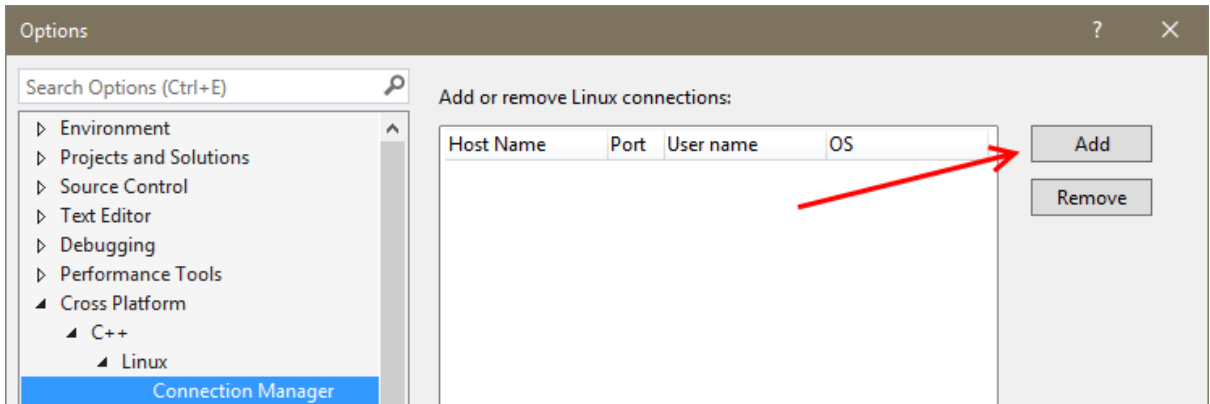 Options
?
Search Options (Ctrl+E)
Environment
Projects and Solutions
Source Control
Text Editor
Debugging
Performance Tools
Cross Platform
C++
Linux
Connection Manager
Add or remove Linux connections:
Host Name Port User name OS
Add
Remove